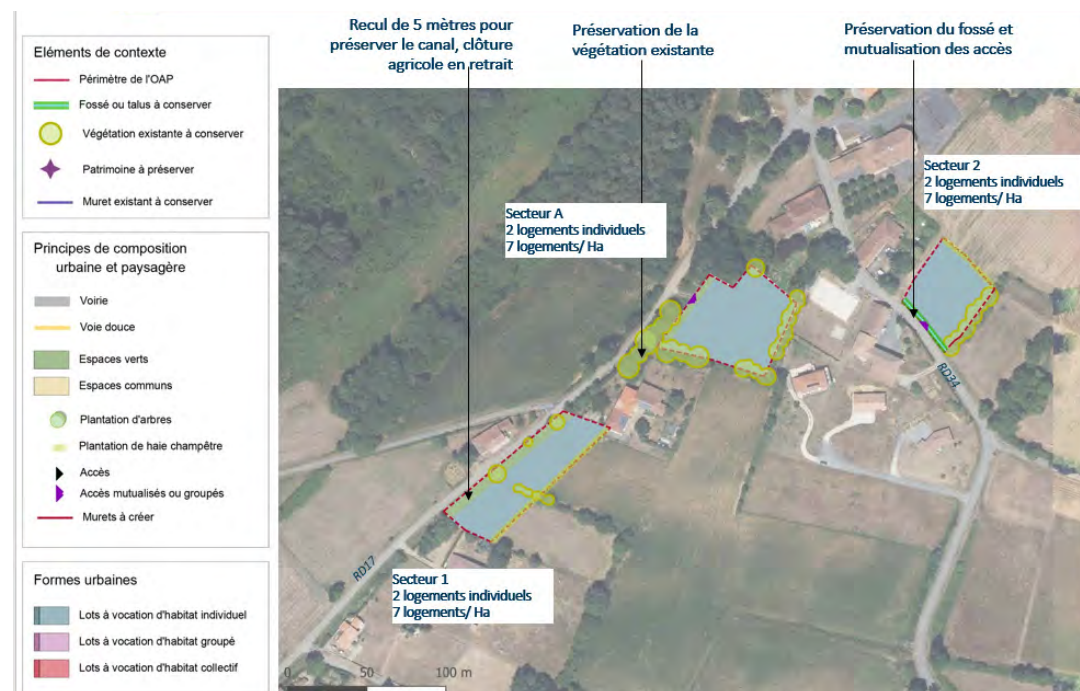 Recul de 5 mètres pour
préserver le canal, clôture
agricole en retrait
Préservation de la
végétation existante
Préservation du fossé et
mutualisation des accès
Eléments de contexte
Périmètre de l'OAP
Fossé ou talus à conserver
Végétation existante à conserver
Patrimoine à préserver
Muret existant à conserver
Principes de composition
urbaine et paysagère
Voirie
Voie douce
Espaces verts
Espaces communs
Plantation d'arbres
Plantation de haie champêtre
Accès
Accès mutualisés ou groupés
Murets à créer
Formes urbaines
Lots à vocation d'habitat individuel
Lots à vocation d'habitat groupé
Lots à vocation d'habitat collectif
Secteur 2
2 logements individuels
7 logements/ Ha
Secteur A
2 logements individuels
7 logements/ Ha
RD34
RD17
Secteur 1
2 logements individuels
7 logements/ Ha
0 50 100 m